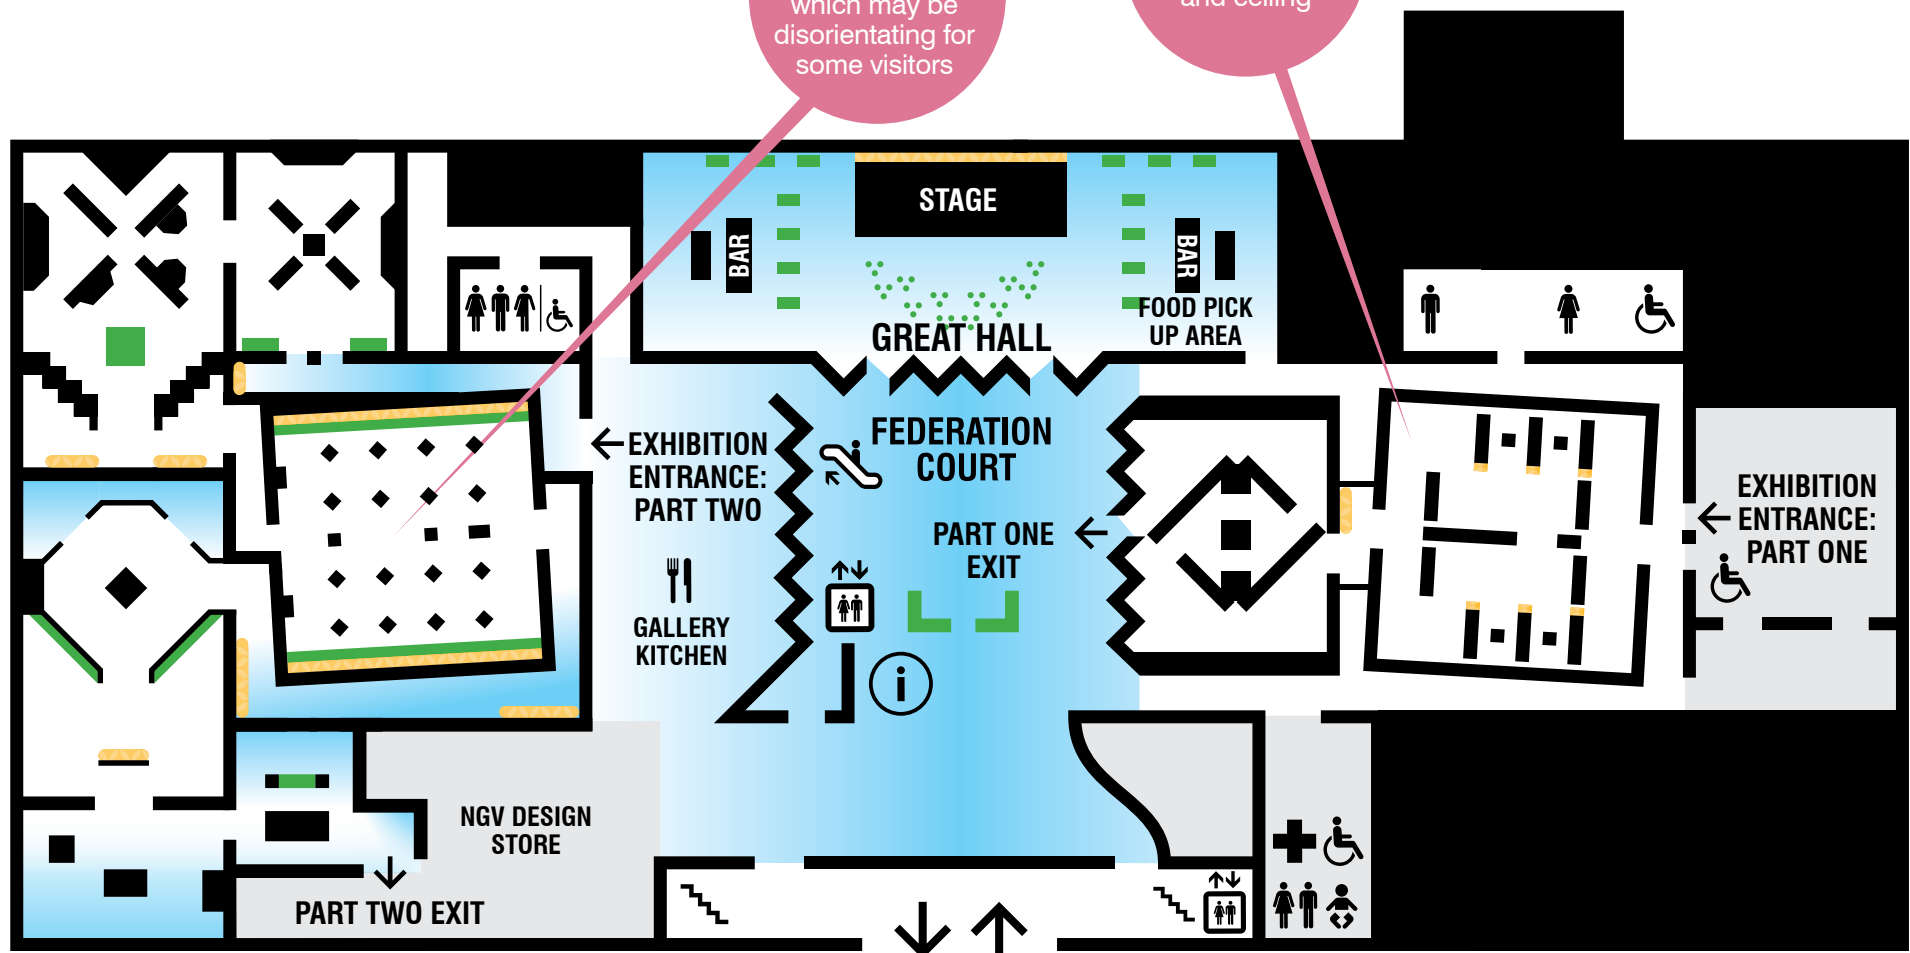 which may be
disorientating for
some visitors
and ceiling
STAGE
BAR
BAR
FOOD PICK
UP AREA
GREAT HALL
FEDERATION
COURT
EXHIBITION
ENTRANCE:
PART TWO
PART ONE
EXIT
EXHIBITION
ENTRANCE:
PART ONE
GALLERY
KITCHEN
i
NGV DESIGN
STORE
PART TWO EXIT